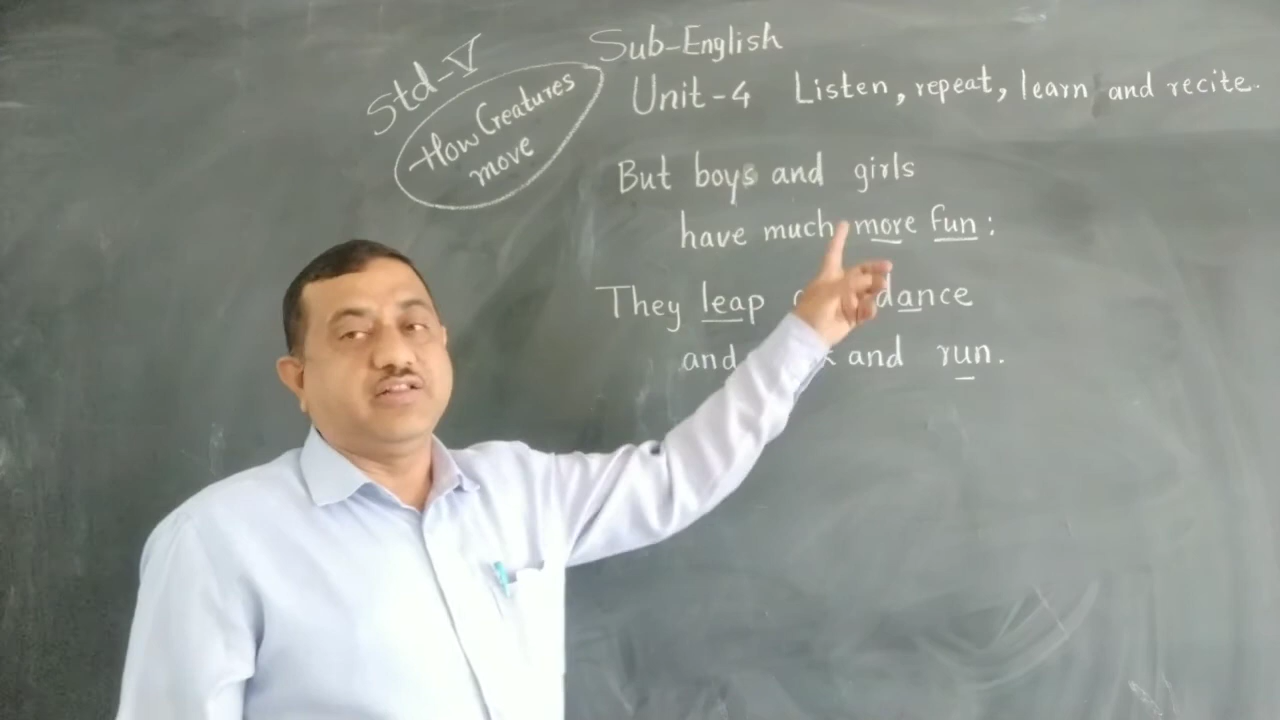 Std-V
Sub-English
How Creatures
move
Unit-4 Listen, repeat, learn and recite.
But boys and girls
have much more fun:
They leap dance
and and run.